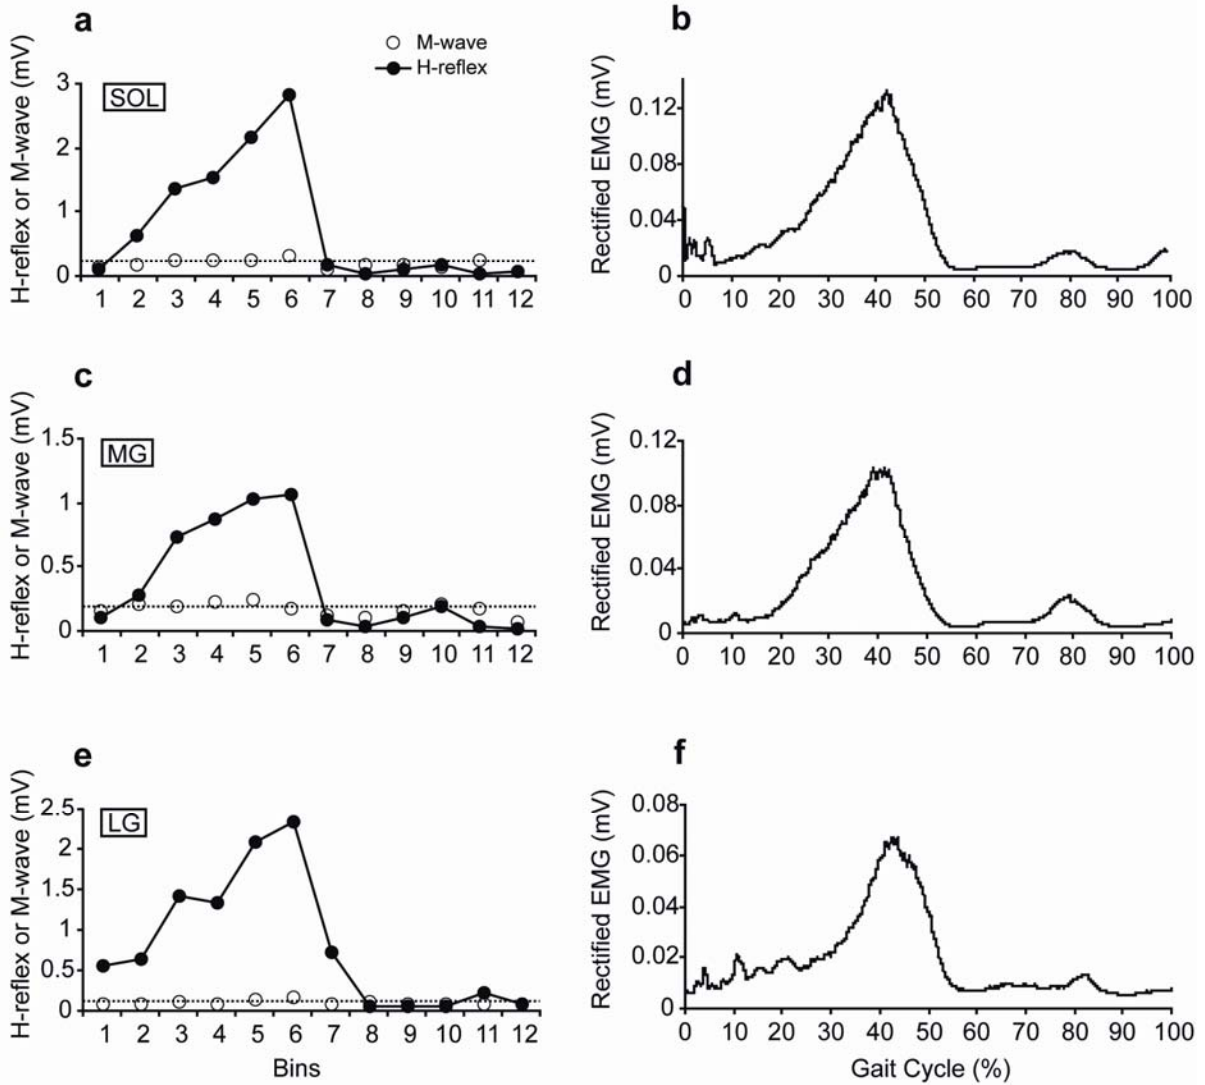 a
M-wave
H-reflex
SOL
H-reflex or M-wave (mV)
3
2
1
0
1 2 3 4 5 6 7 8 9 10 11 12
b
Rectified EMG (mV)
0.12
0.08
0.04
0
0 10 20 30 40 50 60 70 80 90 100
c
MG
H-reflex or M-wave (mV)
1.5
1
0.5
0
1 2 3 4 5 6 7 8 9 10 11 12
d
Rectified EMG (mV)
0.12
0.08
0.04
0
0 10 20 30 40 50 60 70 80 90 100
e
LG
H-reflex or M-wave (mV)
2.5
2
1.5
1
0.5
0
1 2 3 4 5 6 7 8 9 10 11 12
Bins
f
Rectified EMG (mV)
0.08
0.06
0.04
0.02
0
0 10 20 30 40 50 60 70 80 90 100
Gait Cycle (%)